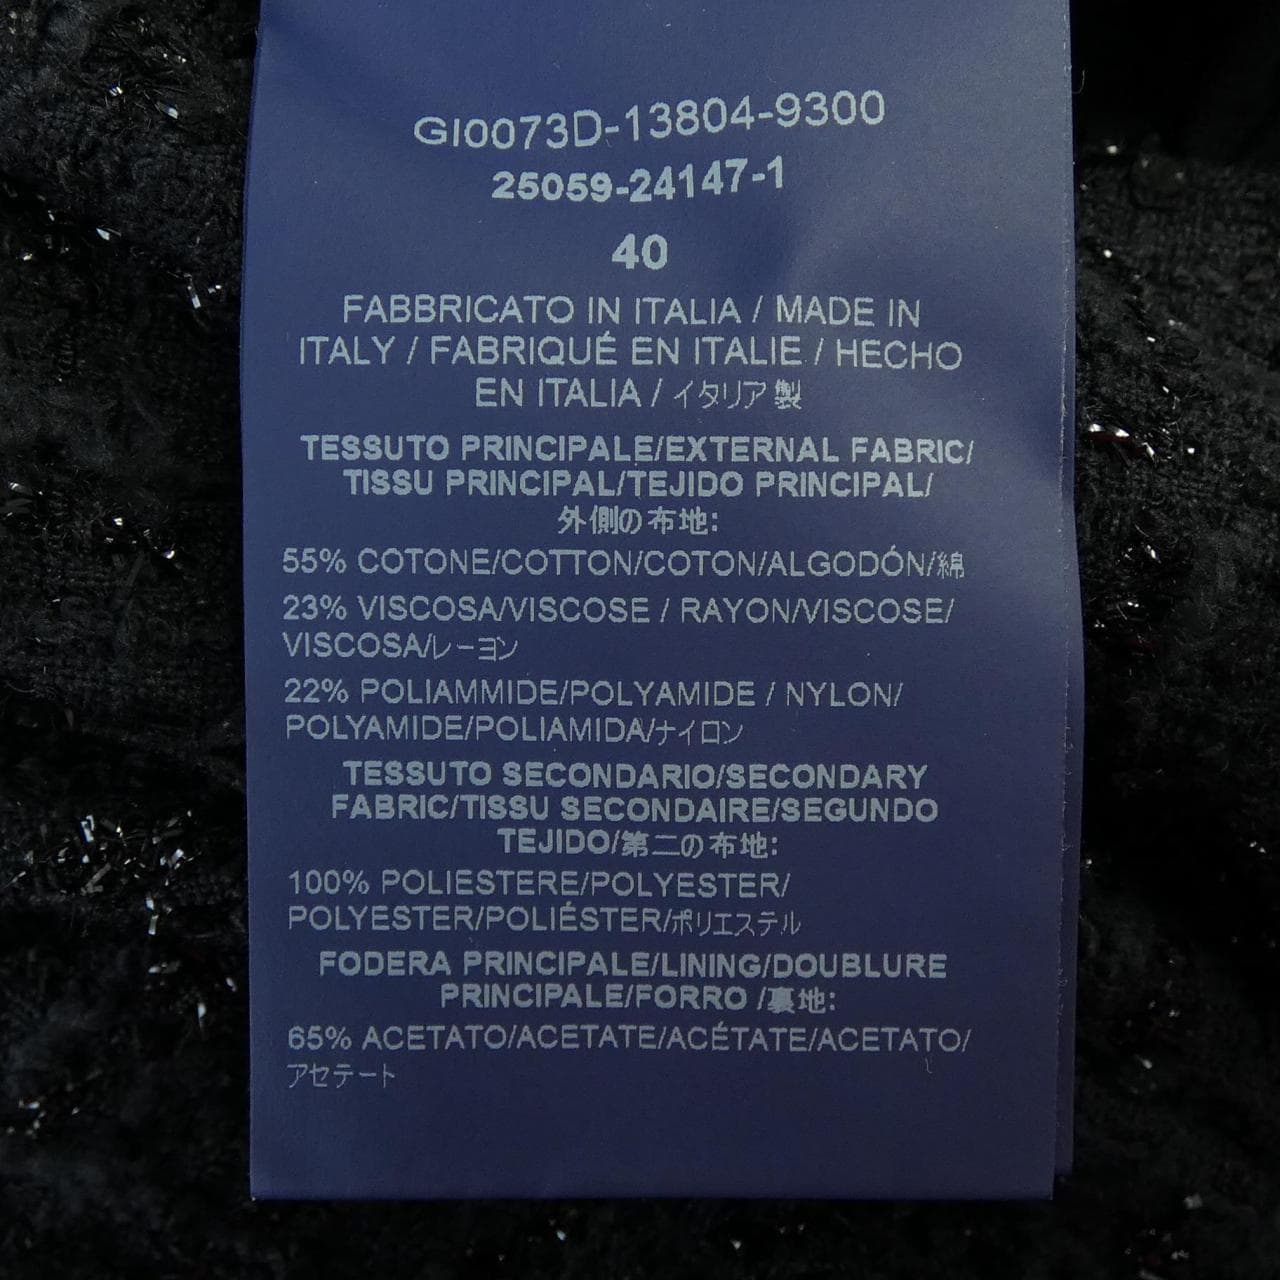 GI0073D-13804-9300
25059-24147-1
40
FABBRICATO IN ITALIA / MADE IN
ITALY / FABRIQUÉ EN ITALIE / HECHO
EN ITALIA / イタリア製
TESSUTO PRINCIPALE/EXTERNAL FABRIC/
TISSU PRINCIPAL/TEJIDO PRINCIPAL/
外側の布地:
55% COTONE/COTTON/COTON/ALGODÓN/綿
23% VISCOSA/VISCOSE / RAYON/VISCOSE/
VISCOSA/レーヨン
22% POLIAMMIDE/POLYAMIDE / NYLON/
POLYAMIDE/POLIAMIDA/ナイロン
TESSUTO SECONDARIO/SECONDARY
FABRIC/TISSU SECONDAIRE/SEGUNDO
TEJIDO/第二の布地:
100% POLIESTERE/POLYESTER/
POLYESTER/POLIÉSTER/ポリエステル
FODERA PRINCIPALE/LINING/DOUBLURE
PRINCIPALE/FORRO /裏地:
65% ACETATO/ACETATE/ACÉTATE/ACETATO/
アセテート